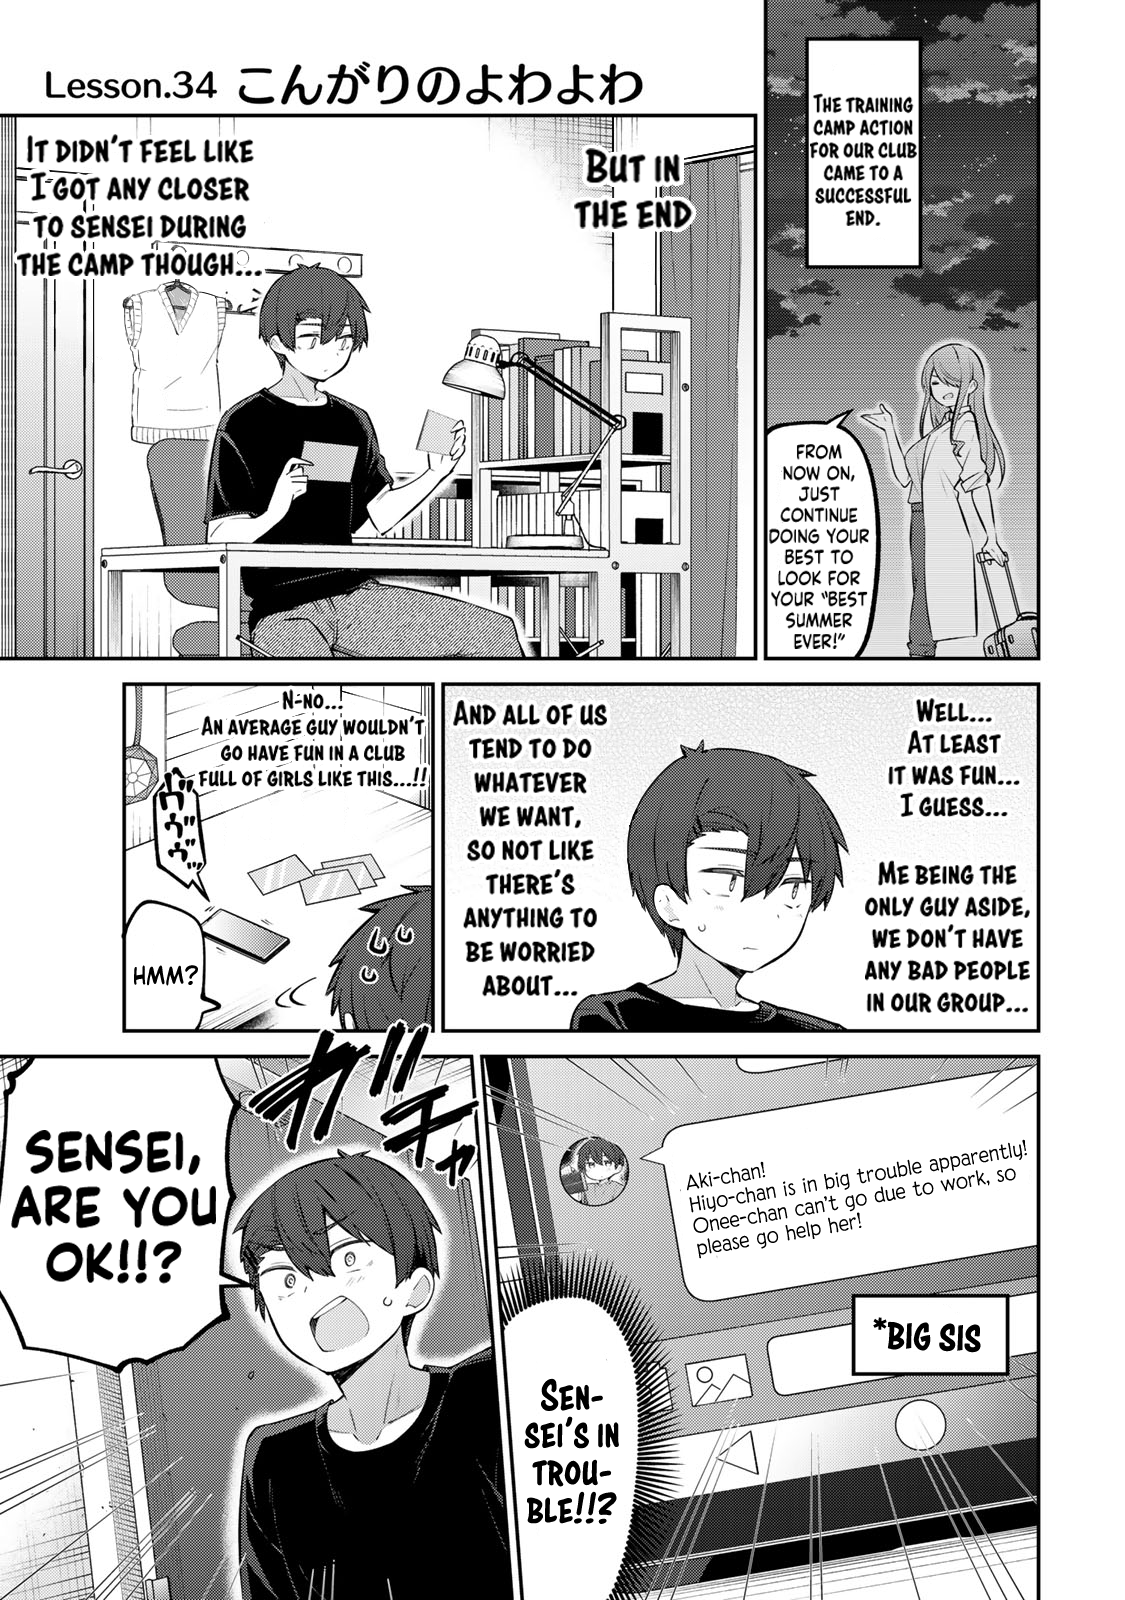 Lesson.34 こんがりのよわよわ
THE TRAINING
CAMP ACTION
FOR OUR CLUB
CAME TO A
SUCCESSFUL
END.
FROM
NOW ON,
JUST
CONTINUE
DOING YOUR
BEST TO
LOOK FOR
YOUR "BEST
SUMMER
EVER!"
BUT IN
THE END
IT DIDN'T FEEL LIKE
I GOT ANY CLOSER
TO SENSEI DURING
THE CAMP THOUGH...
WELL...
AT LEAST
IT WAS FUN...
I GUESS...
ME BEING THE
ONLY GUY ASIDE,
WE DON'T HAVE
ANY BAD PEOPLE
IN OUR GROUP...
AND ALL OF US
TEND TO DO
WHATEVER
WE WANT,
SO NOT LIKE
THERE'S
ANYTHING TO
BE WORRIED
ABOUT...
N-NO...
AN AVERAGE GUY WOULDN'T
GO HAVE FUN IN A CLUB
FULL OF GIRLS LIKE THIS...!!
ヴヴヴ
HMM?
Aki-chan!
Hiyo-chan is in big trouble apparently!
Onee-chan can't go due to work, so
please go help her!
*BIG SIS
SEN-
SEI'S IN
TROU-
BLE!!?
ガチャ
SENSEI,
ARE YOU
OK!!?